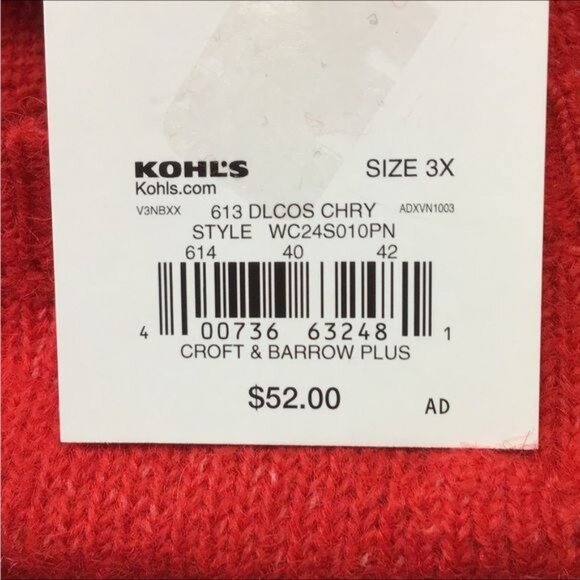 KOHL'S SIZE 3X
Kohls.com
V3NBXX 613 DLCOS CHRY ADXVN1003
STYLE WC24S010PN
614 40 42
4 00736 63248 1
CROFT & BARROW PLUS
$52.00 AD